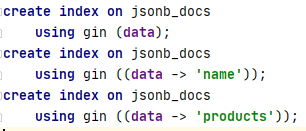 create index on jsonb_docs
using gin (data);
create index on jsonb_docs
using gin ((data -> 'name'));
create index on jsonb_docs
using gin ((data -> 'products'));